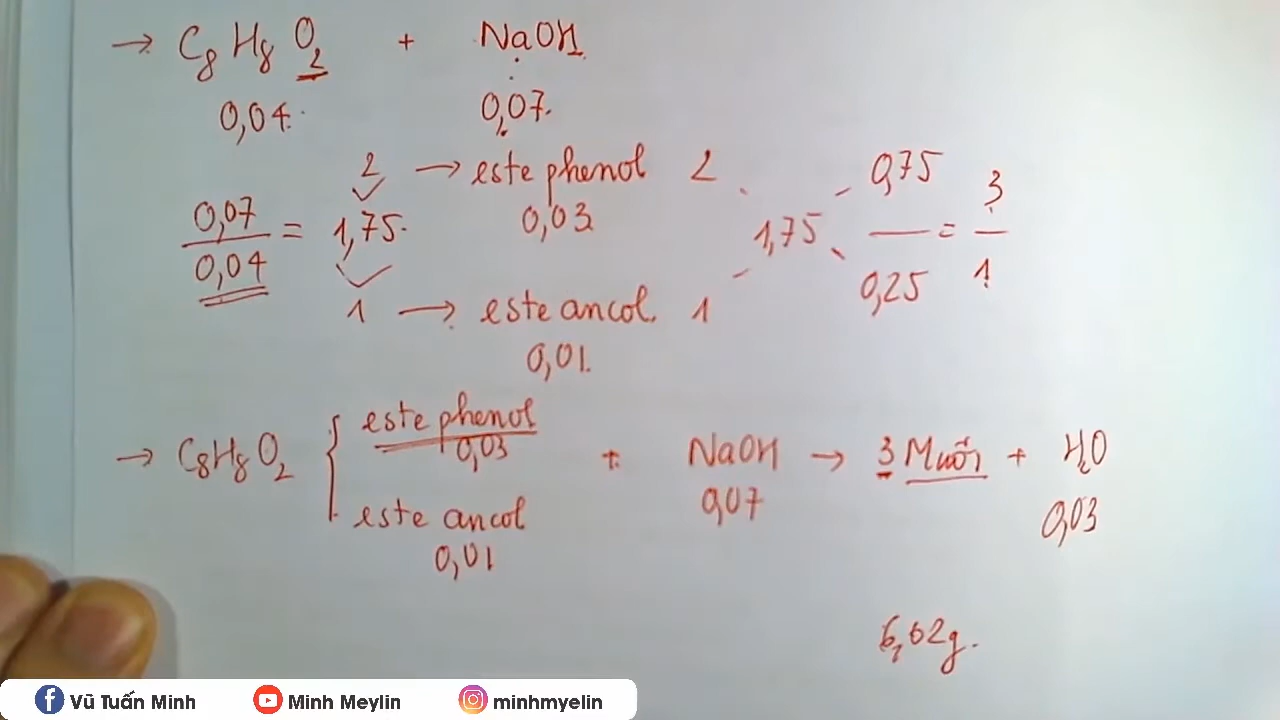 → C₈H₈O₂ + NaOH
0,04. 0,07.
2 → este phenol 2 0,75 3
0,07/0,04 = 1,75. 0,03 1,75 — = —
1 → este ancol. 1 0,25 1
0,01.
→ C₈H₈O₂ { este phenol + NaOH → 3 Muối + H₂O
0,03 0,07 0,03
este ancol
0,01
6,62g.
Vũ Tuấn Minh Minh Meylin minhmyelin